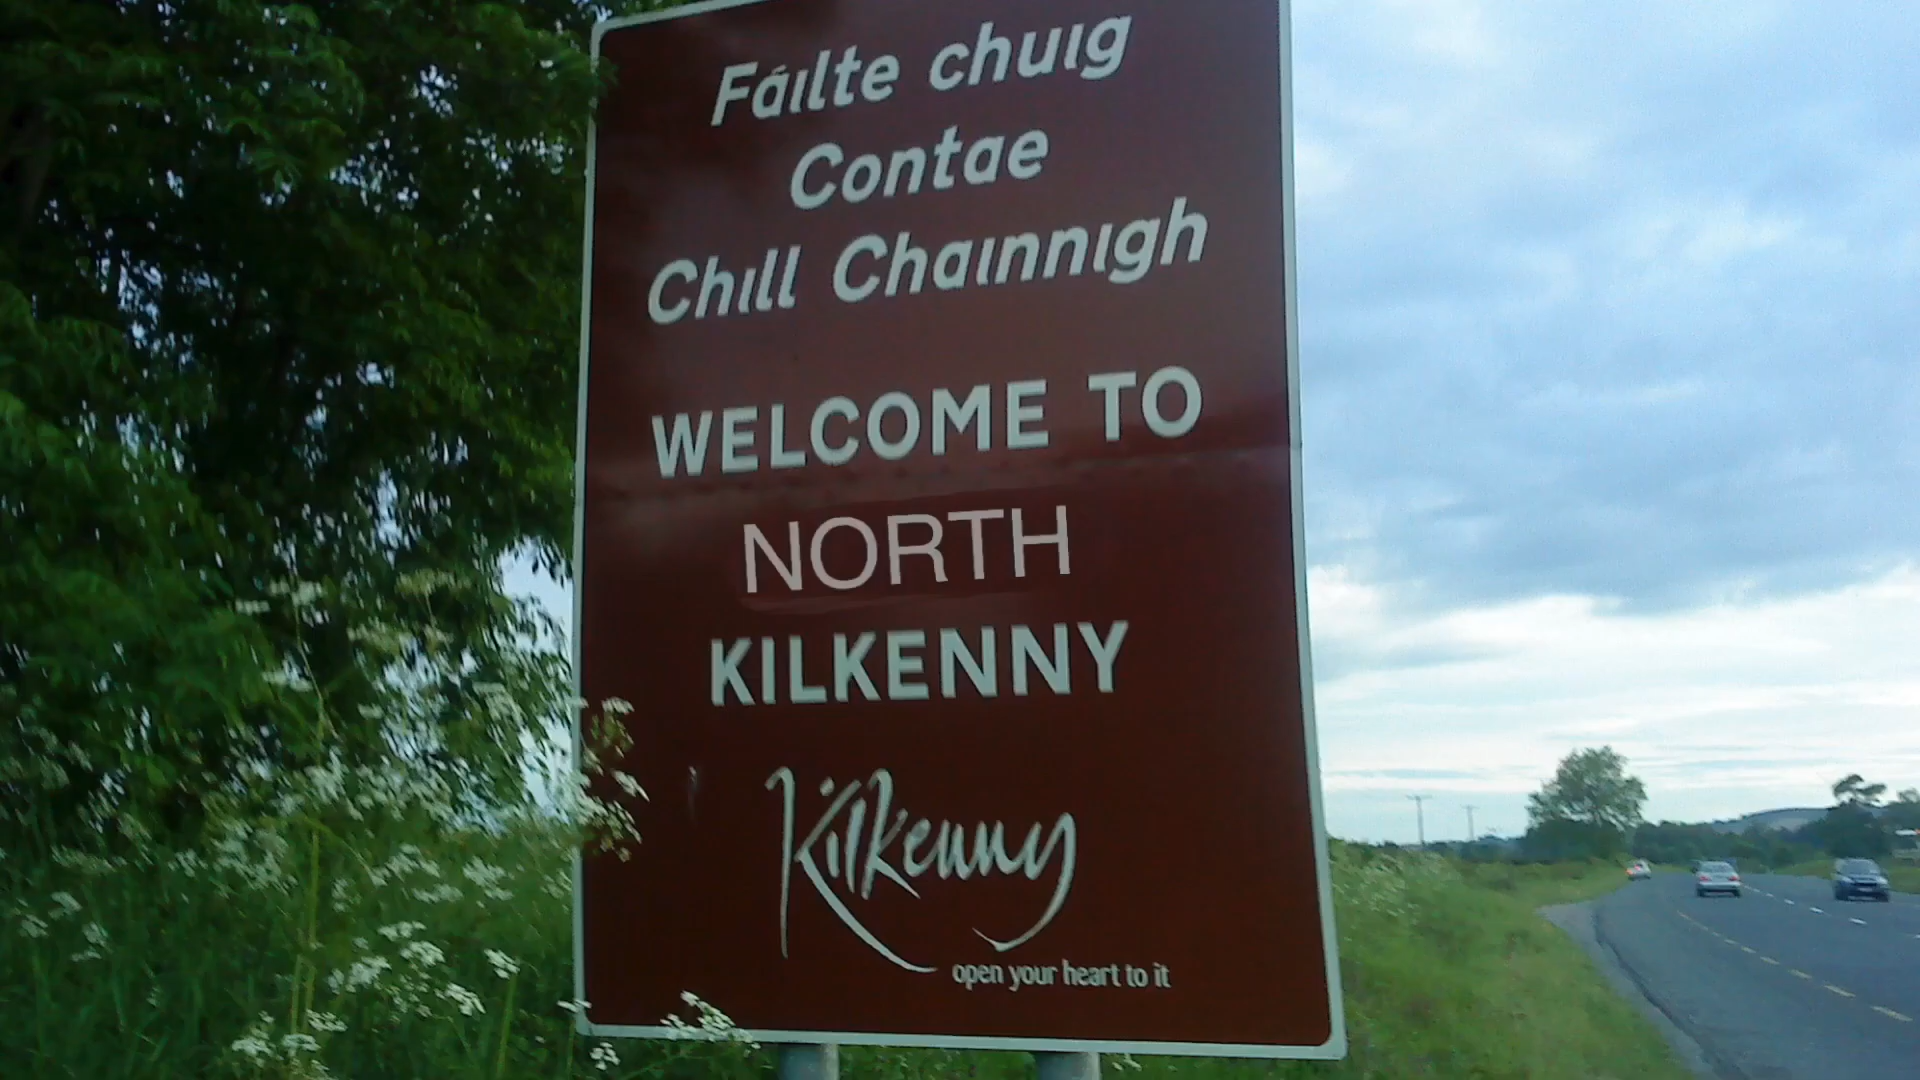 Fáilte chuig
Contae
Chill Chainnigh
WELCOME TO
NORTH
KILKENNY
Kilkenny
open your heart to it